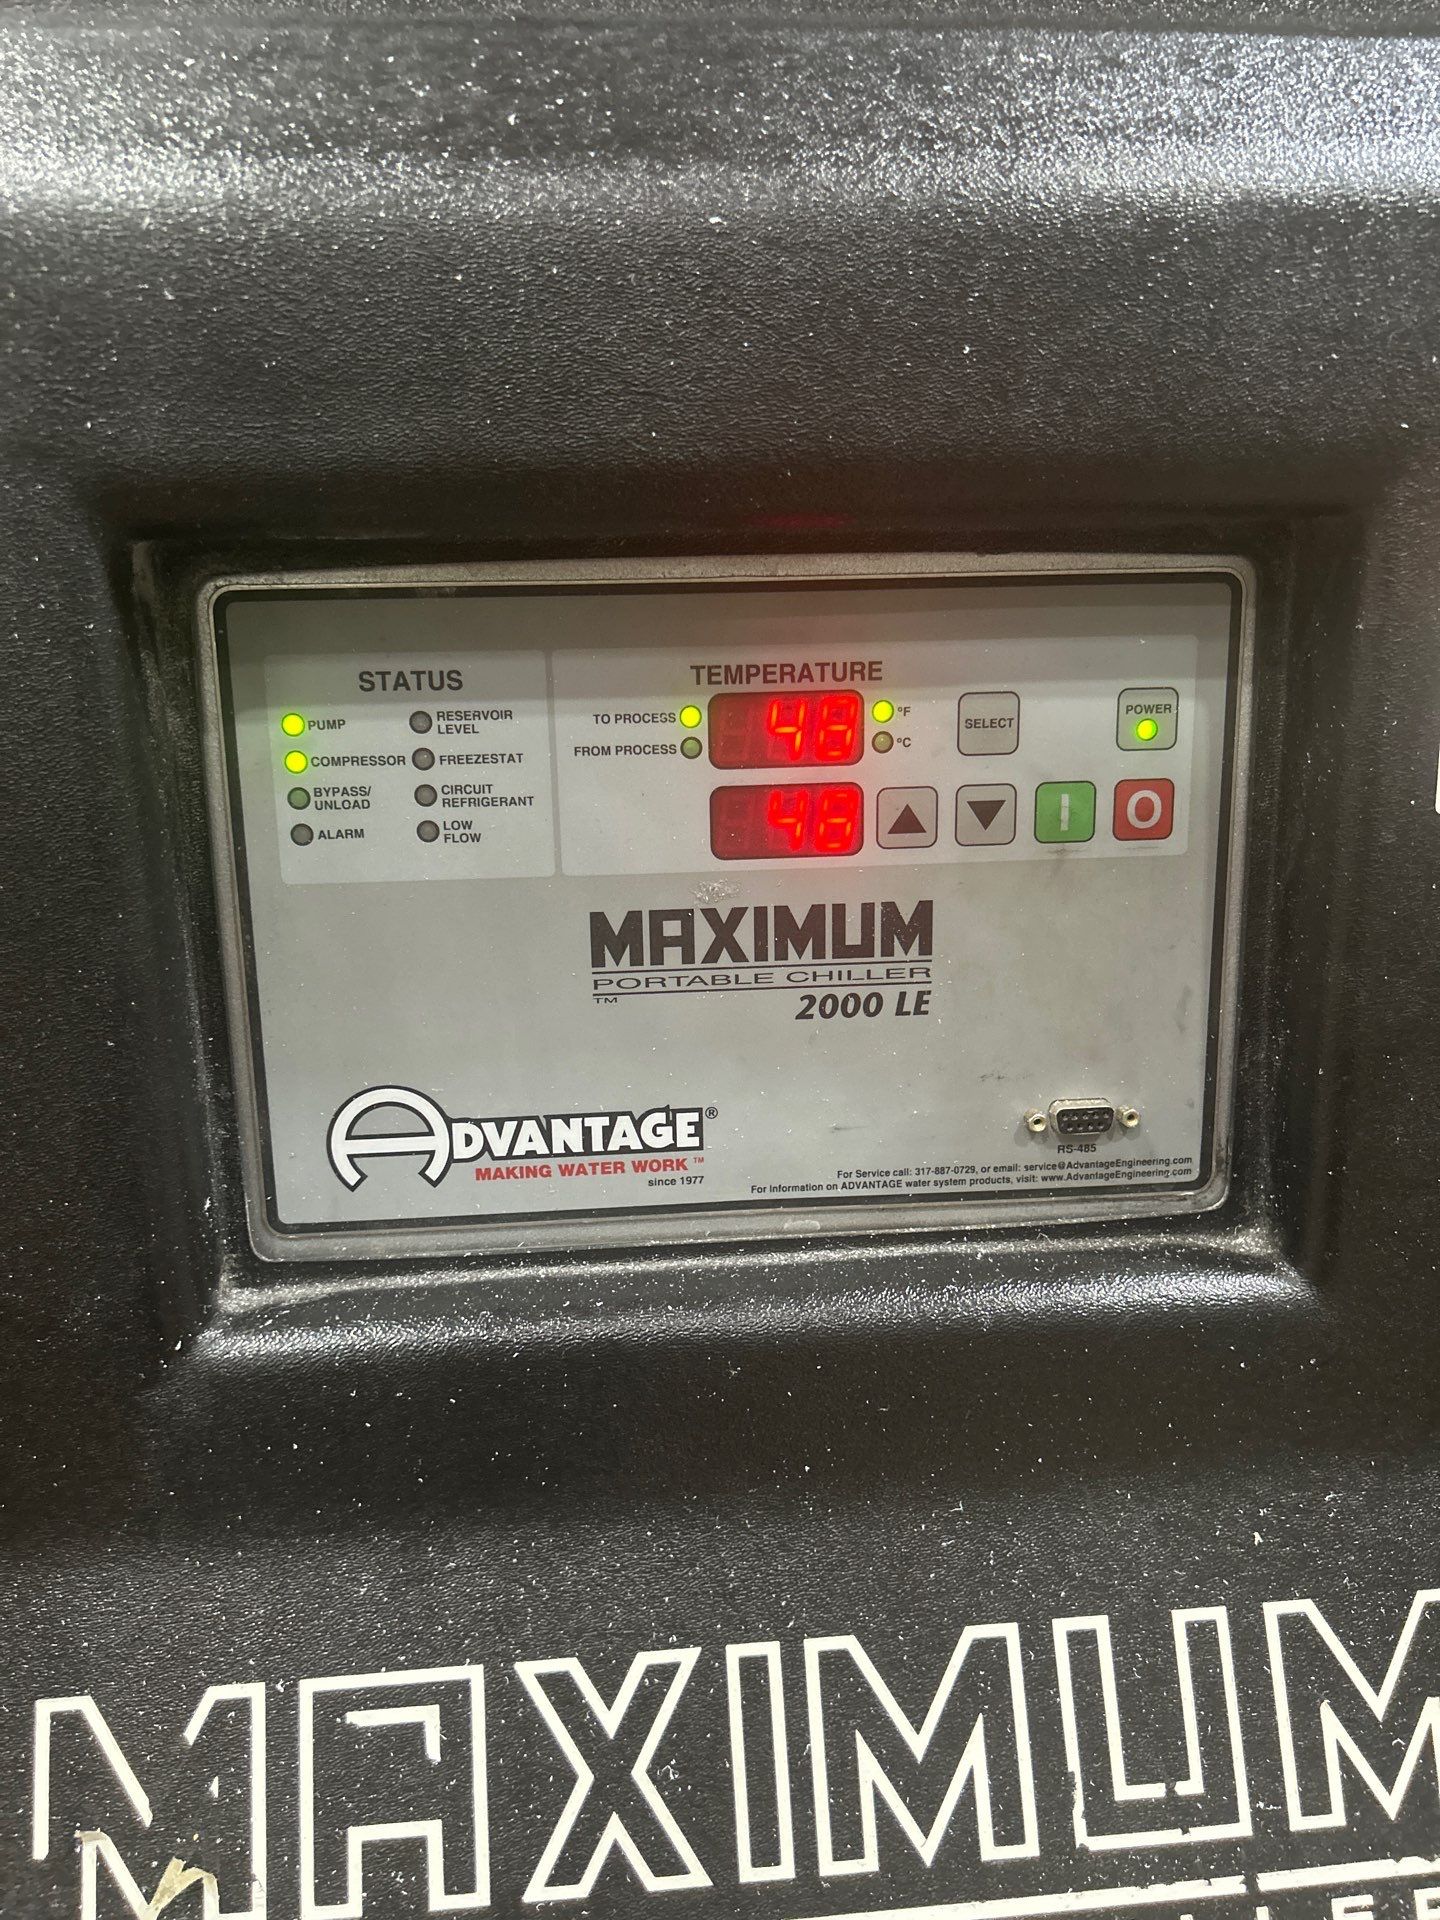 STATUS
PUMP
COMPRESSOR
BYPASS/
UNLOAD
ALARM
RESERVOIR
LEVEL
FREEZESTAT
CIRCUIT
REFRIGERANT
LOW
FLOW
TEMPERATURE
TO PROCESS
FROM PROCESS
48
°F
°C
SELECT
POWER
48
I
O
MAXIMUM
PORTABLE CHILLER
™
2000 LE
ADVANTAGE®
MAKING WATER WORK™
since 1977
RS-485
For Service call: 317-887-0729, or email: service@AdvantageEngineering.com
For Information on ADVANTAGE water system products, visit: www.AdvantageEngineering.com
MAXIMUM